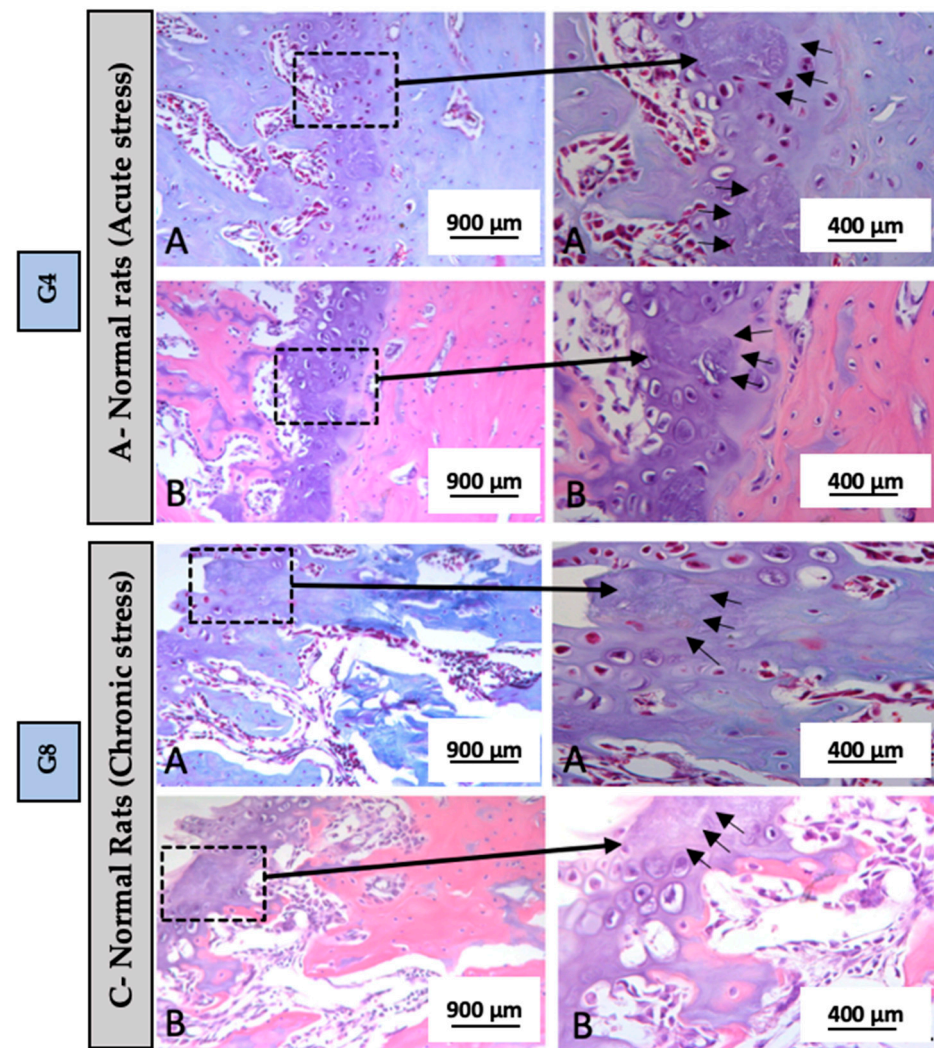 G4
A- Normal rats (Acute stress)
A
900 µm
A
400 µm
B
900 µm
B
400 µm
G8
C- Normal Rats (Chronic stress)
A
900 µm
A
400 µm
B
900 µm
B
400 µm